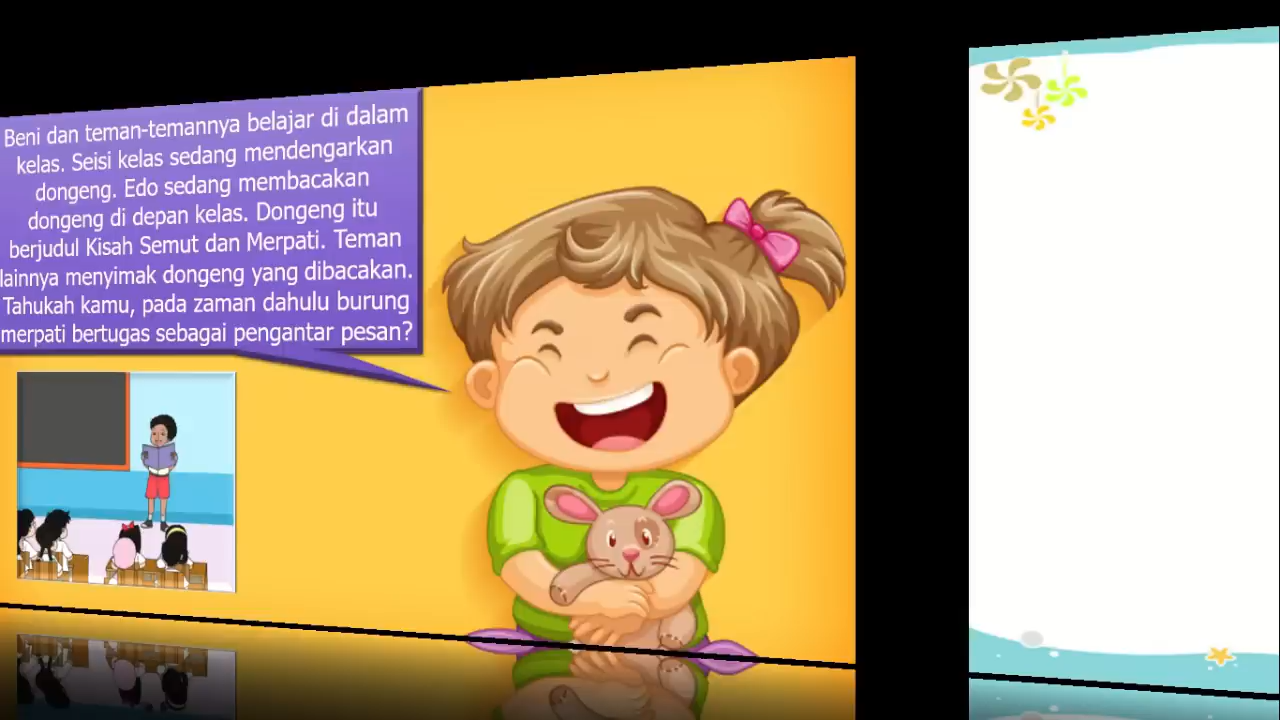 Beni dan teman-temannya belajar di dalam
kelas. Seisi kelas sedang mendengarkan
dongeng. Edo sedang membacakan
dongeng di depan kelas. Dongeng itu
berjudul Kisah Semut dan Merpati. Teman
lainnya menyimak dongeng yang dibacakan.
Tahukah kamu, pada zaman dahulu burung
merpati bertugas sebagai pengantar pesan?